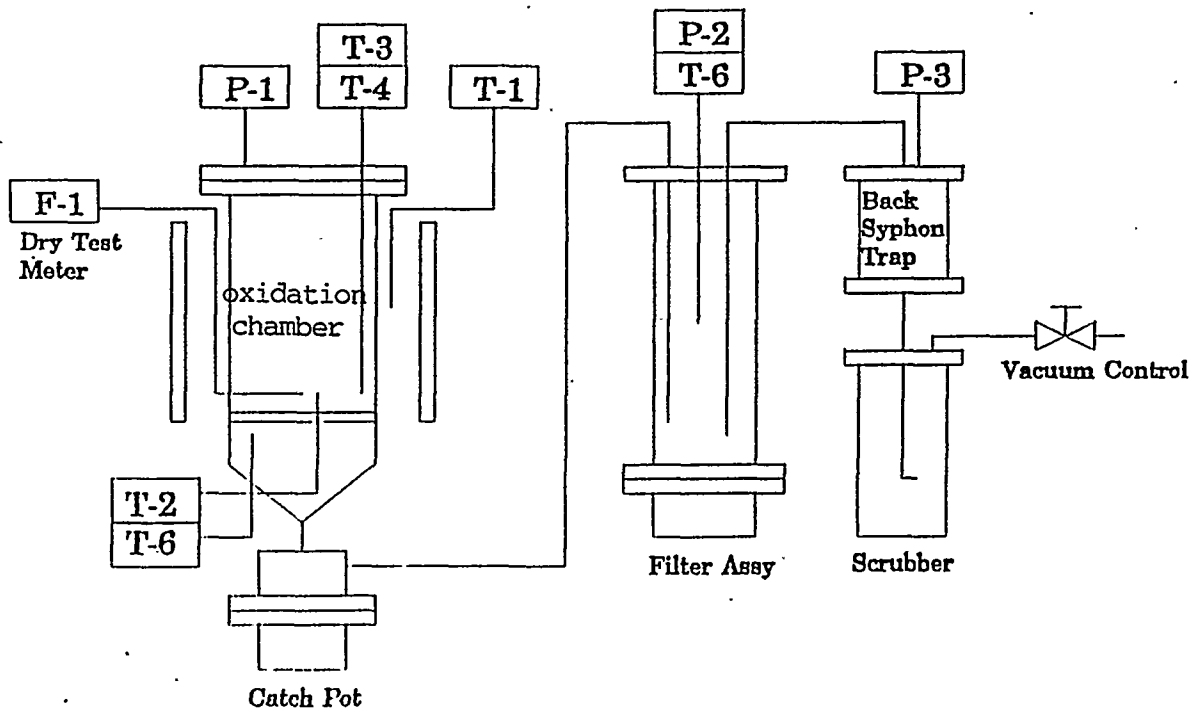 T-3
P-2
P-1
T-4
T-1
T-6
P-3
F-1
Dry Test
Meter
Back
Syphon
Trap
oxidation
chamber
Vacuum Control
T-2
T-6
Filter Assy
Scrubber
Catch Pot